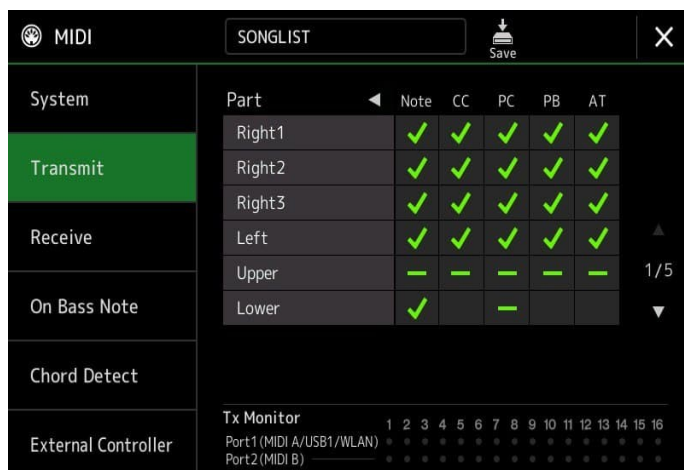 MIDI
SONGLIST
Save
System
Transmit
Receive
On Bass Note
Chord Detect
External Controller
Part Note CC PC PB AT
Right1
Right2
Right3
Left
Upper
Lower
1/5
Tx Monitor 1 2 3 4 5 6 7 8 9 10 11 12 13 14 15 16
Port1(MIDI A/USB1/WLAN)
Port2(MIDI B)